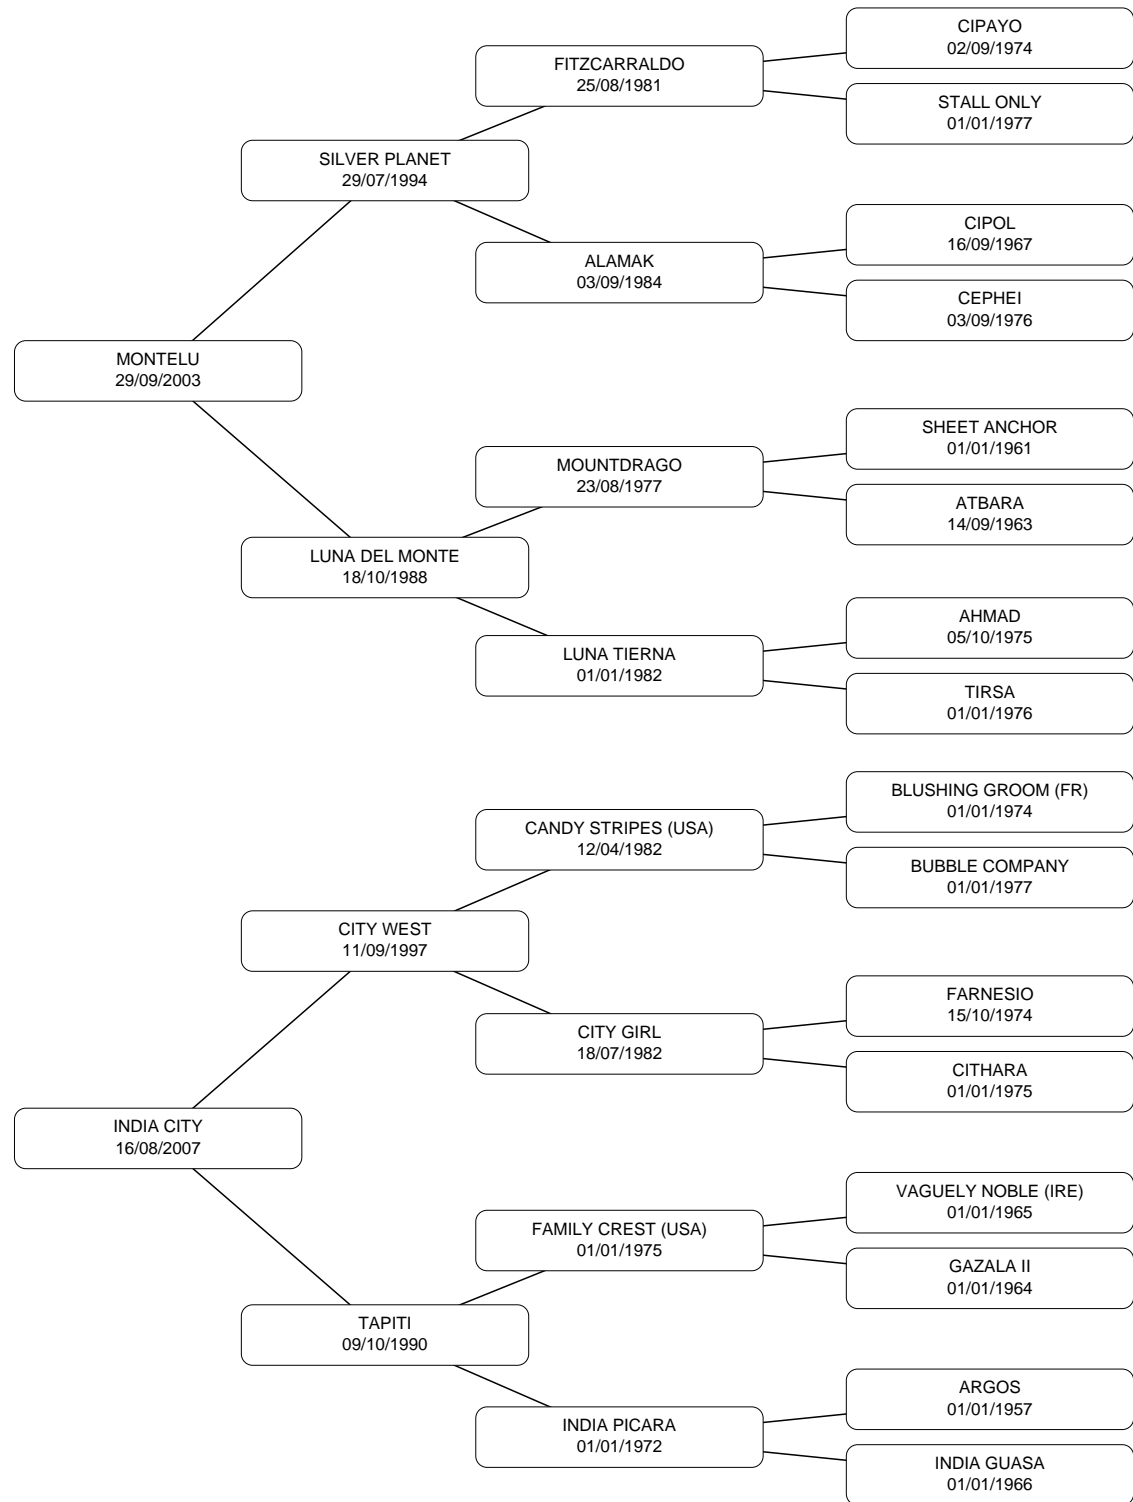 CIPAYO
02/09/1974
FITZCARRALDO
25/08/1981
STALL ONLY
01/01/1977
SILVER PLANET
29/07/1994
CIPOL
16/09/1967
ALAMAK
03/09/1984
CEPHEI
03/09/1976
MONTELU
29/09/2003
SHEET ANCHOR
01/01/1961
MOUNTDRAGO
23/08/1977
ATBARA
14/09/1963
LUNA DEL MONTE
18/10/1988
AHMAD
05/10/1975
LUNA TIERNA
01/01/1982
TIRSA
01/01/1976
BLUSHING GROOM (FR)
01/01/1974
CANDY STRIPES (USA)
12/04/1982
BUBBLE COMPANY
01/01/1977
CITY WEST
11/09/1997
FARNESIO
15/10/1974
CITY GIRL
18/07/1982
CITHARA
01/01/1975
INDIA CITY
16/08/2007
VAGUELY NOBLE (IRE)
01/01/1965
FAMILY CREST (USA)
01/01/1975
GAZALA II
01/01/1964
TAPITI
09/10/1990
ARGOS
01/01/1957
INDIA PICARA
01/01/1972
INDIA GUASA
01/01/1966